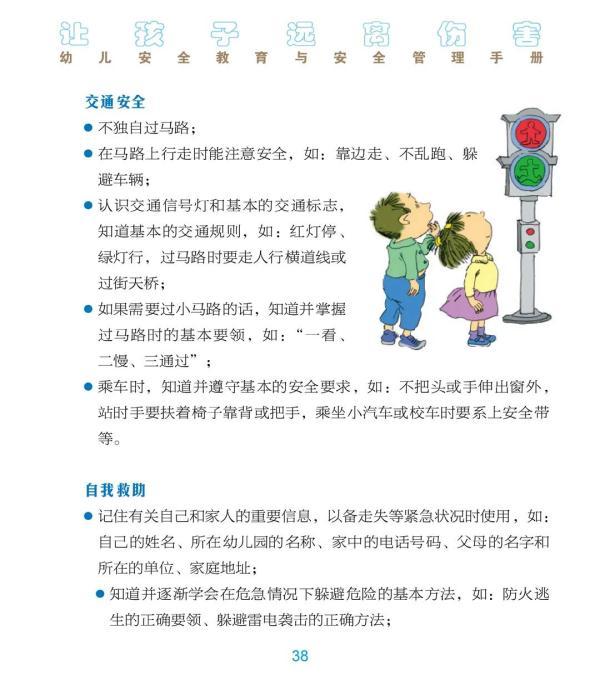 让孩子远离伤害
幼儿安全教育与安全管理手册
交通安全
● 不独自过马路；
● 在马路上行走时能注意安全，如：靠边走、不乱跑、躲
避车辆；
● 认识交通信号灯和基本的交通标志，
知道基本的交通规则，如：红灯停、
绿灯行，过马路时要走人行横道线或
过街天桥；
● 如果需要过小马路的话，知道并掌握
过马路时的基本要领，如：“一看、
二慢、三通过”；
● 乘车时，知道并遵守基本的安全要求，如：不把头或手伸出窗外，
站时手要扶着椅子靠背或把手，乘坐小汽车或校车时要系上安全带
等。
自我救助
● 记住有关自己和家人的重要信息，以备走失等紧急状况时使用，如：
自己的姓名、所在幼儿园的名称、家中的电话号码、父母的名字和
所在的单位、家庭地址；
● 知道并逐渐学会在危急情况下躲避危险的基本方法，如：防火逃
生的正确要领、躲避雷电袭击的正确方法；
38